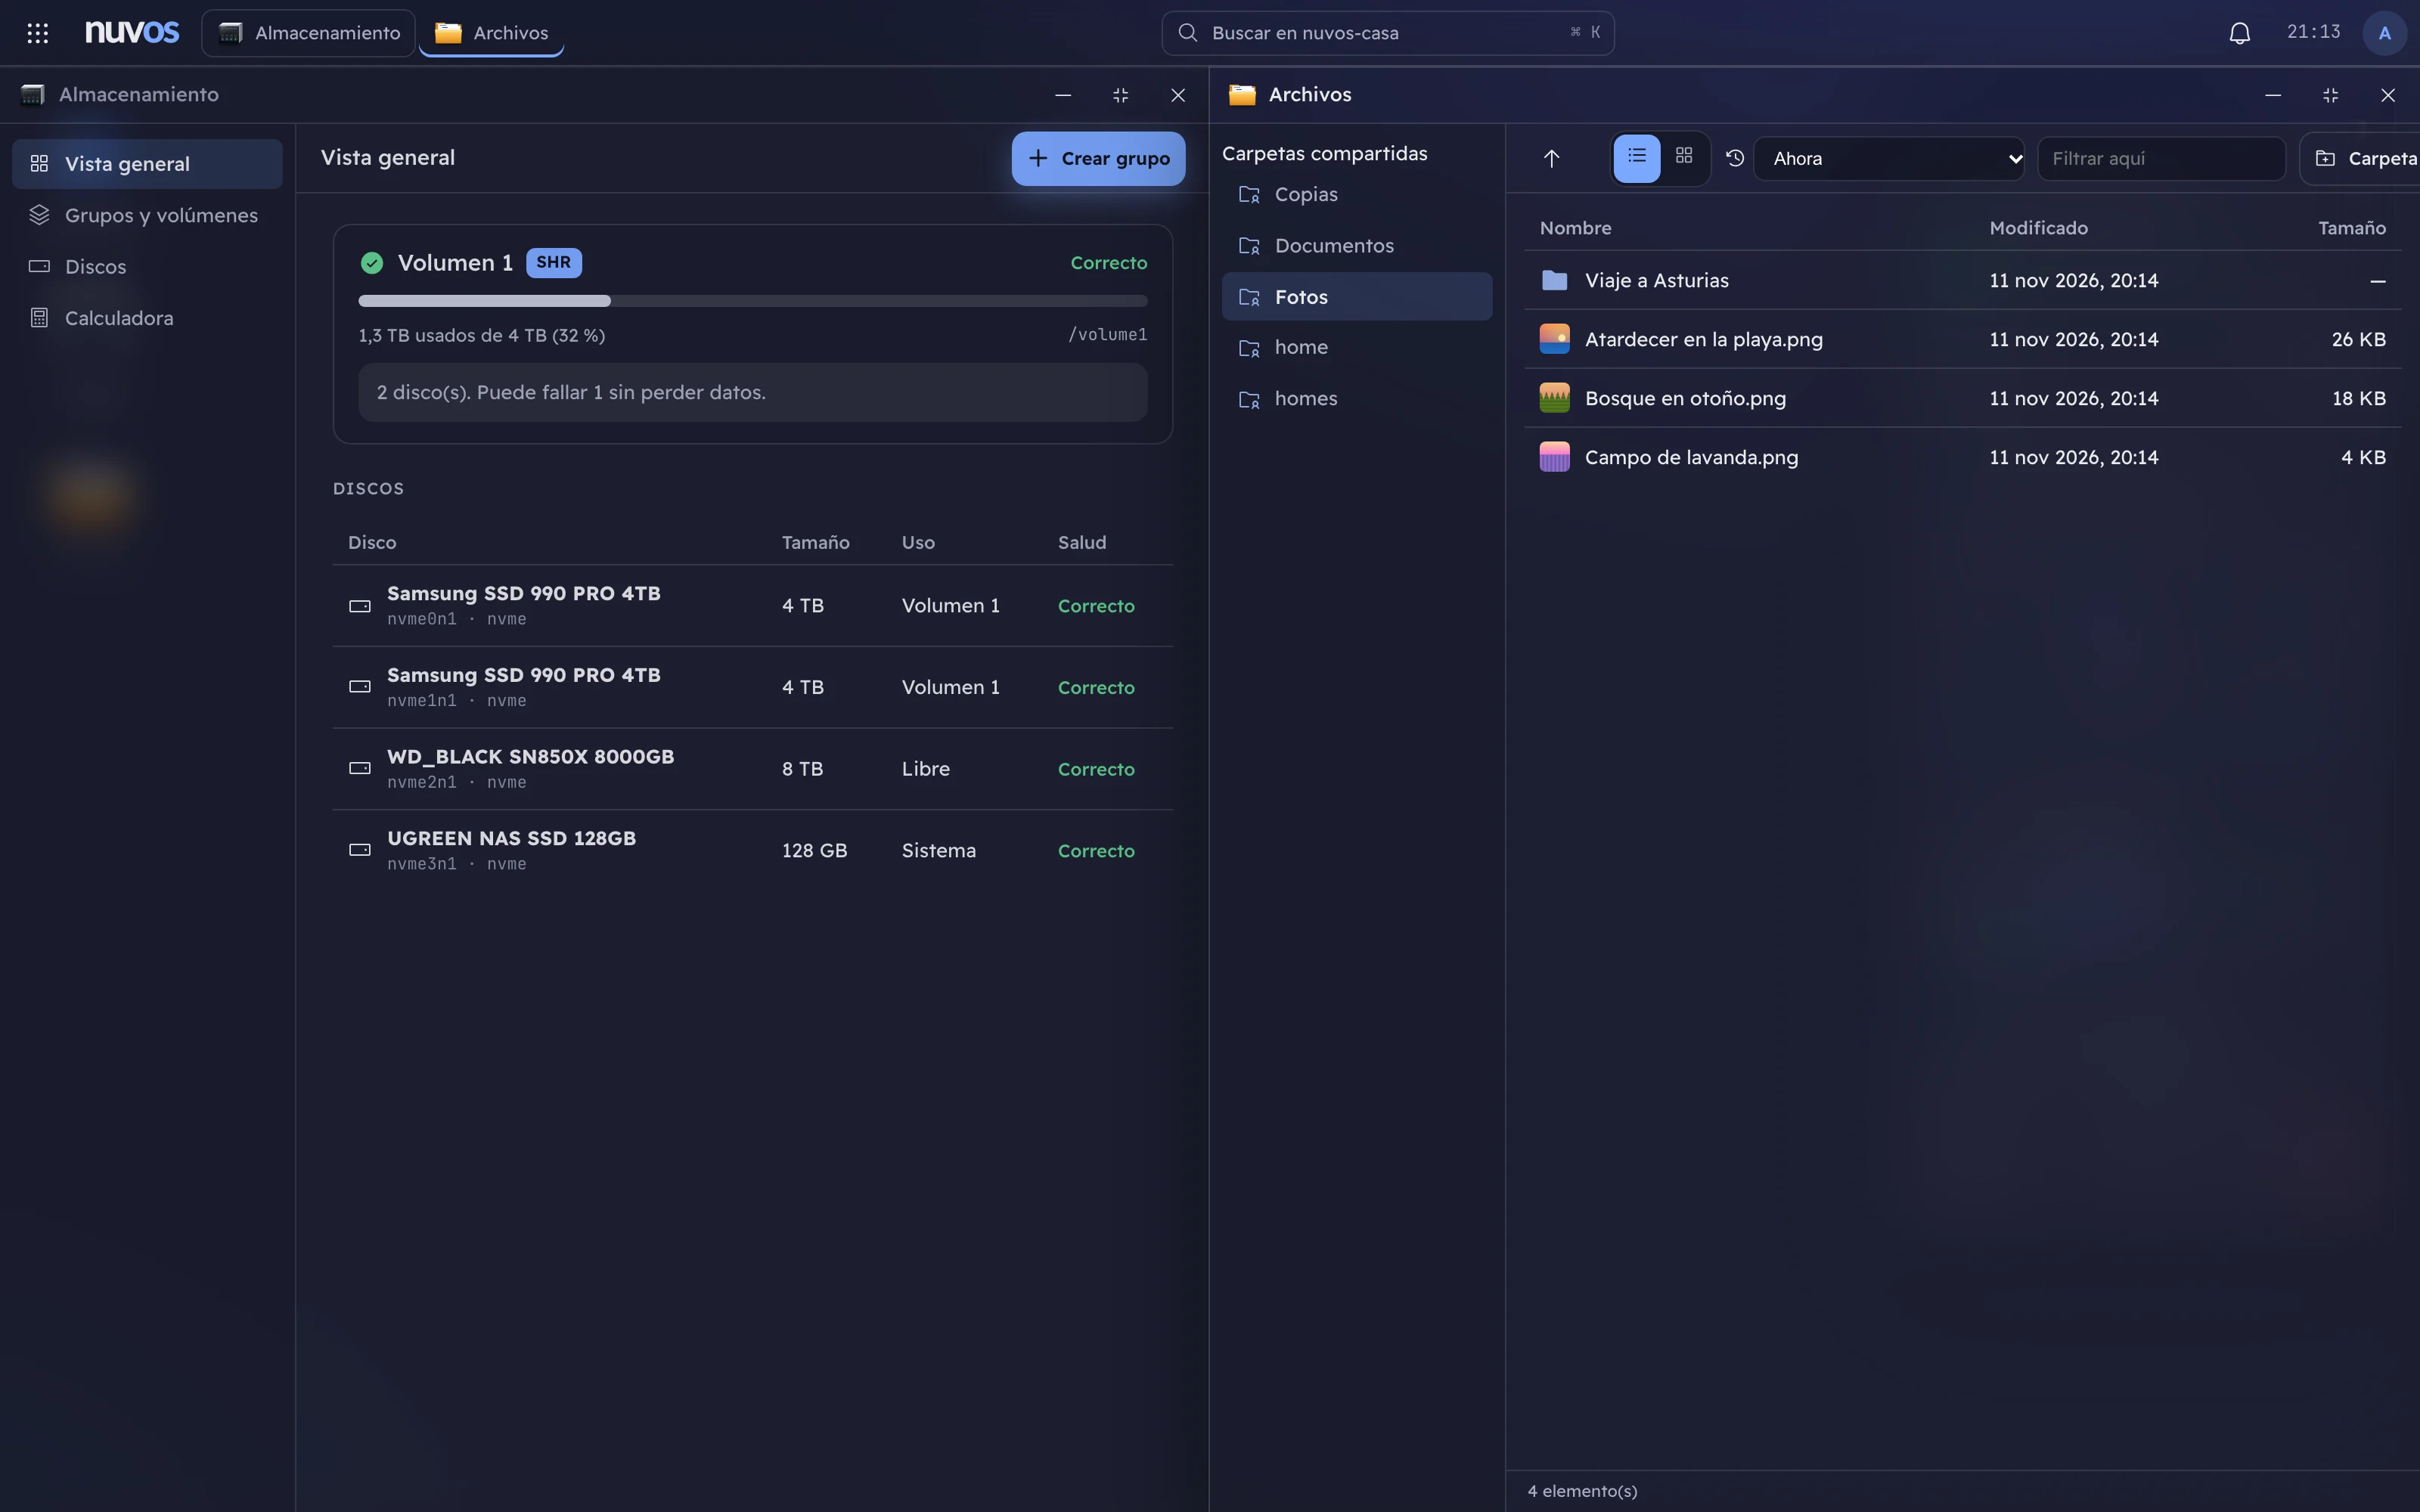 nuvos
Almacenamiento
Archivos
Buscar en nuvos-casa
⌘ K
21:13
A
Almacenamiento
Vista general
Grupos y volúmenes
Discos
Calculadora
Vista general
Crear grupo
Volumen 1 SHR Correcto
1,3 TB usados de 4 TB (32 %) /volume1
2 disco(s). Puede fallar 1 sin perder datos.
DISCOS
Disco Tamaño Uso Salud
Samsung SSD 990 PRO 4TB 4 TB Volumen 1 Correcto
nvme0n1 · nvme
Samsung SSD 990 PRO 4TB 4 TB Volumen 1 Correcto
nvme1n1 · nvme
WD_BLACK SN850X 8000GB 8 TB Libre Correcto
nvme2n1 · nvme
UGREEN NAS SSD 128GB 128 GB Sistema Correcto
nvme3n1 · nvme
Archivos
Carpetas compartidas
Copias
Documentos
Fotos
home
homes
Ahora
Filtrar aquí
Carpeta
Nombre Modificado Tamaño
Viaje a Asturias 11 nov 2026, 20:14 —
Atardecer en la playa.png 11 nov 2026, 20:14 26 KB
Bosque en otoño.png 11 nov 2026, 20:14 18 KB
Campo de lavanda.png 11 nov 2026, 20:14 4 KB
4 elemento(s)